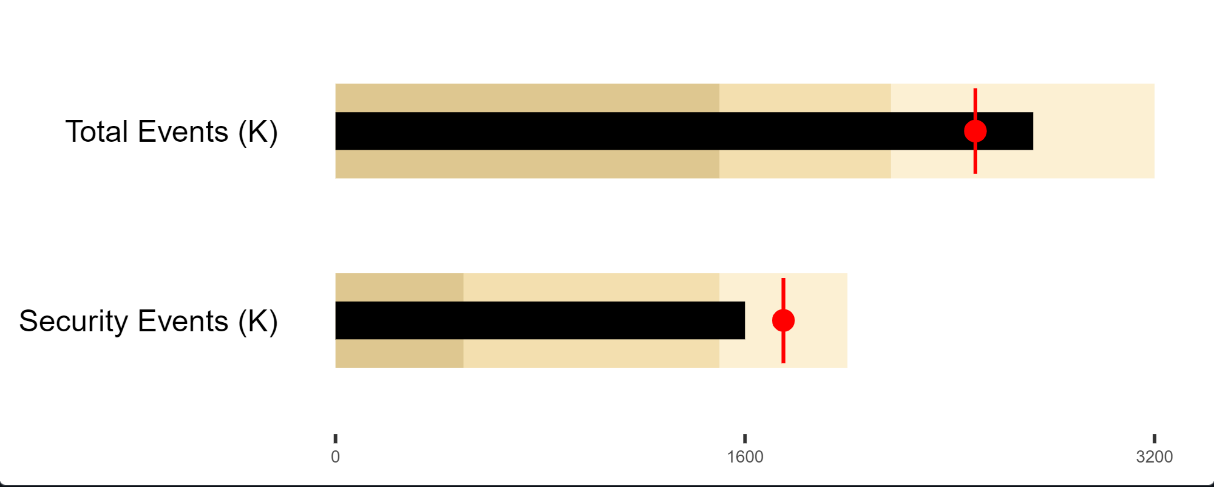 Total Events (K)
Security Events (K)
0
1600
3200